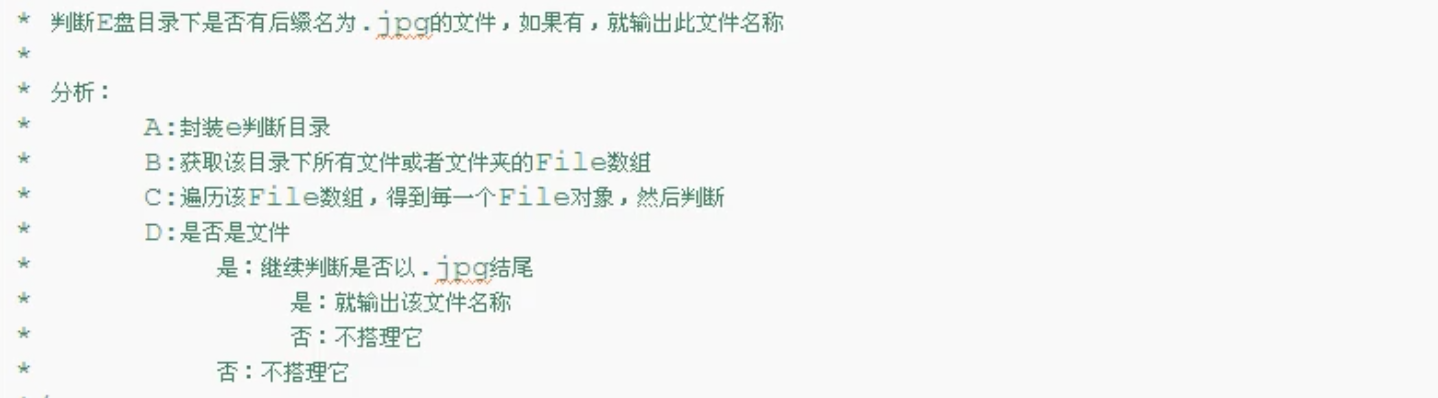 * 判断E盘目录下是否有后缀名为.jpg的文件，如果有，就输出此文件名称
*
* 分析：
* A:封装e判断目录
* B:获取该目录下所有文件或者文件夹的File数组
* C:遍历该File数组，得到每一个File对象，然后判断
* D:是否是文件
* 是：继续判断是否以.jpg结尾
* 是：就输出该文件名称
* 否：不搭理它
* 否：不搭理它